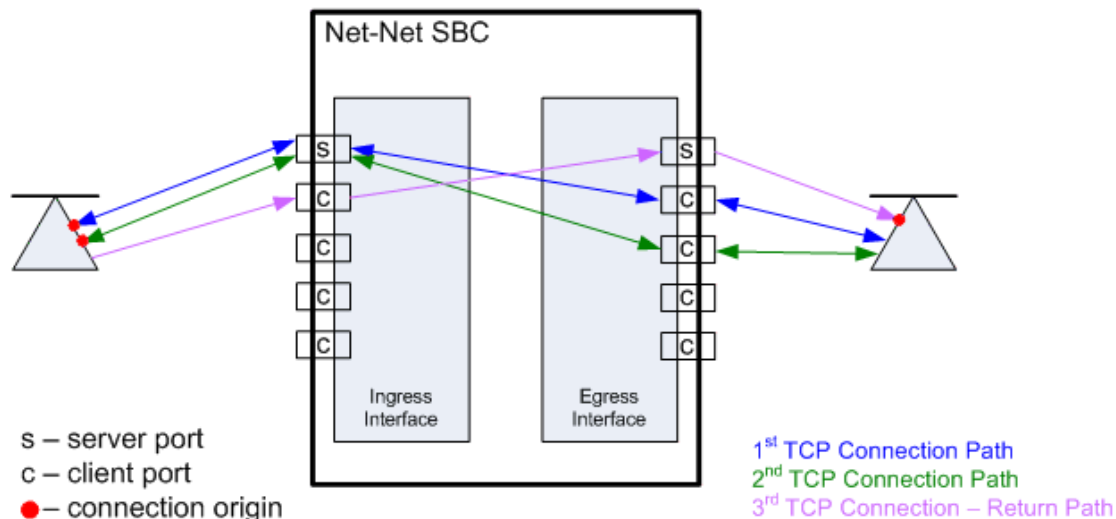 Net-Net SBC
S
C
C
C
C
S
C
C
C
C
Ingress
Interface
Egress
Interface
s – server port
c – client port
– connection origin
1st TCP Connection Path
2nd TCP Connection Path
3rd TCP Connection – Return Path